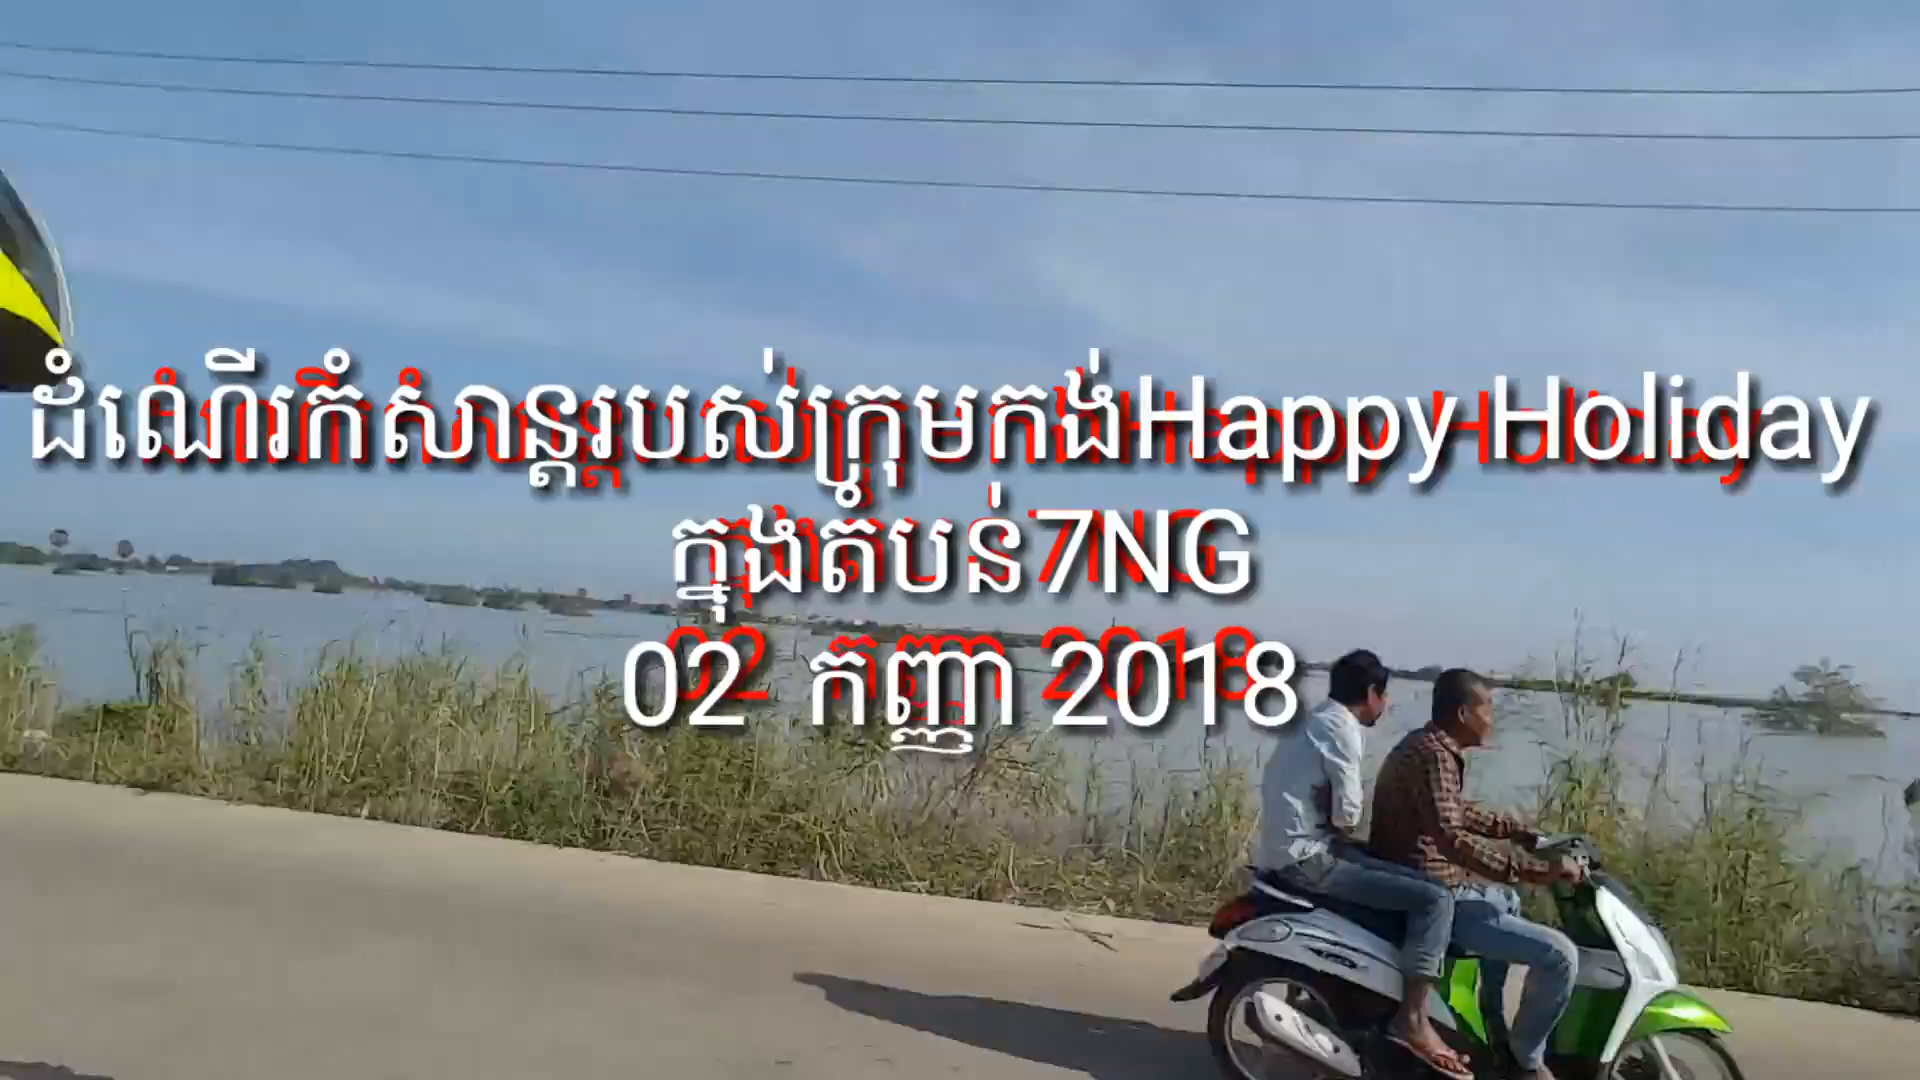 ដំណើរកំសាន្តរបស់ក្រុមកង់Happy Holiday
ក្នុងតំបន់7NG
02 កញ្ញា 2018